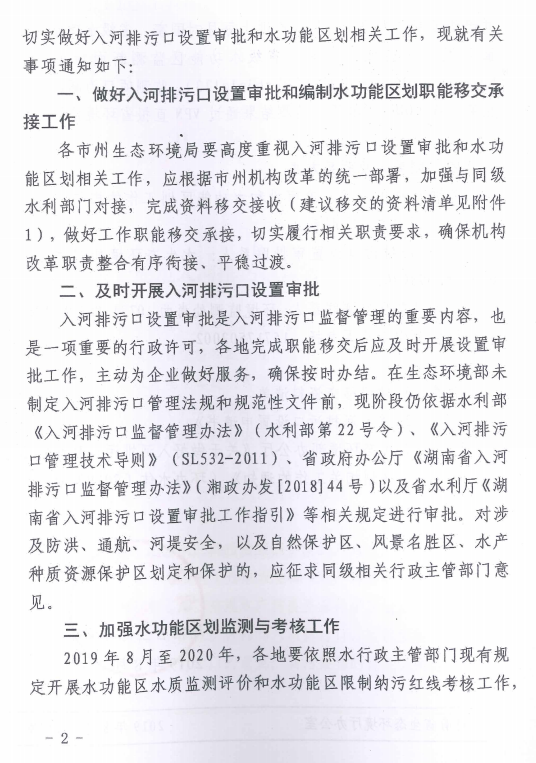 切实做好入河排污口设置审批和水功能区划相关工作，现就有关
事项通知如下：
一、做好入河排污口设置审批和编制水功能区划职能移交承
接工作
各市州生态环境局要高度重视入河排污口设置审批和水功
能区划相关工作，应根据市州机构改革的统一部署，加强与同级
水利部门对接，完成资料移交接收（建议移交的资料清单见附件
1），做好工作职能移交承接，切实履行相关职责要求，确保机构
改革职责整合有序衔接、平稳过渡。
二、及时开展入河排污口设置审批
入河排污口设置审批是入河排污口监督管理的重要内容，也
是一项重要的行政许可，各地完成职能移交后应及时开展设置审
批工作，主动为企业做好服务，确保按时办结。在生态环境部未
制定入河排污口管理法规和规范性文件前，现阶段仍依据水利部
《入河排污口监督管理办法》（水利部第22号令）、《入河排污
口管理技术导则》（SL532-2011）、省政府办公厅《湖南省入河
排污口监督管理办法》（湘政办发[2018]44号）以及省水利厅《湖
南省入河排污口设置审批工作指引》等相关规定进行审批。对涉
及防洪、通航、河堤安全，以及自然保护区、风景名胜区、水产
种质资源保护区划定和保护的，应征求同级相关行政主管部门意
见。
三、加强水功能区划监测与考核工作
2019年8月至2020年，各地要依照水行政主管部门现有规
定开展水功能区水质监测评价和水功能区限制纳污红线考核工作，
- 2 -